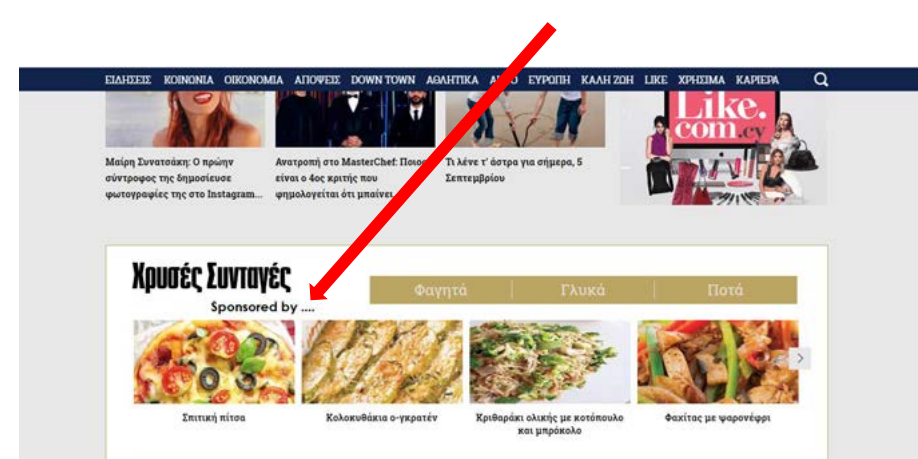 ΕΙΔΗΣΕΙΣ ΚΟΙΝΩΝΙΑ ΟΙΚΟΝΟΜΙΑ ΑΠΟΨΕΙΣ DOWN TOWN ΑΘΛΗΤΙΚΑ ΕΥΡΩΠΗ ΚΑΛΗ ΖΩΗ LIKE ΧΡΗΣΙΜΑ ΚΑΡΙΕΡΑ
Like.
com.cy
Μαίρη Συνατσάκη: Ο πρώην
σύντροφος της δημοσίευσε
φωτογραφίες της στο Instagram...
Ανατροπή στο MasterChef: Ποιος
είναι ο 4ος κριτής που
φημολογείται ότι μπαίνει
Τι λένε τ' άστρα για σήμερα, 5
Σεπτεμβρίου
Χρυσές Συνταγές
Sponsored by ....
Φαγητά Γλυκά Ποτά
Σπιτική πίτσα
Κολοκυθάκια ο-γκρατέν
Κριθαράκι ολικής με κοτόπουλο
και μπρόκολο
Φαχίτας με ψαρονέφρι